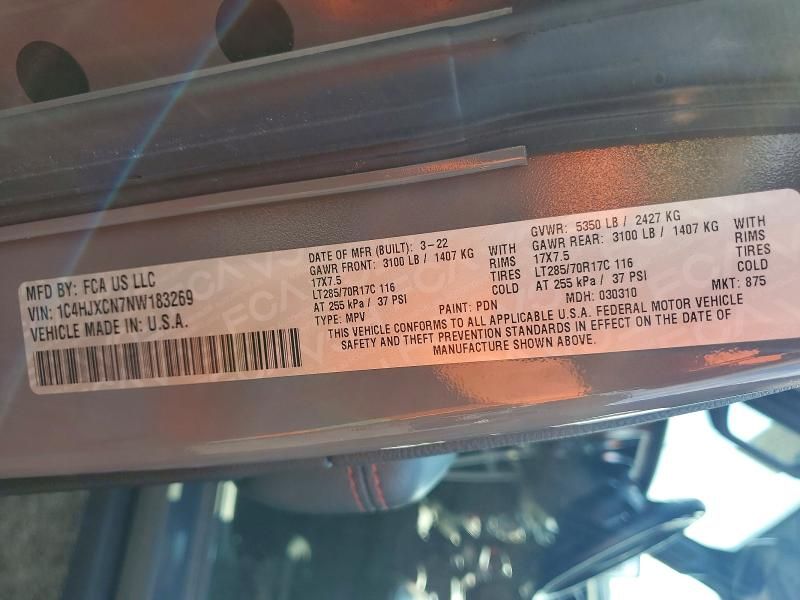 MFD BY: FCA US LLC
VIN: 1C4HJXCN7NW183269
VEHICLE MADE IN: U.S.A.
DATE OF MFR (BUILT): 3-22
GAWR FRONT: 3100 LB / 1407 KG WITH
17X7.5 RIMS
LT285/70R17C 116 TIRES
AT 255 kPa / 37 PSI COLD
TYPE: MPV PAINT: PDN
GVWR: 5350 LB / 2427 KG
GAWR REAR: 3100 LB / 1407 KG WITH
17X7.5 RIMS
LT285/70R17C 116 TIRES
AT 255 kPa / 37 PSI COLD
MDH: 030310 MKT: 875
THIS VEHICLE CONFORMS TO ALL APPLICABLE U.S.A. FEDERAL MOTOR VEHICLE
SAFETY AND THEFT PREVENTION STANDARDS IN EFFECT ON THE DATE OF
MANUFACTURE SHOWN ABOVE.